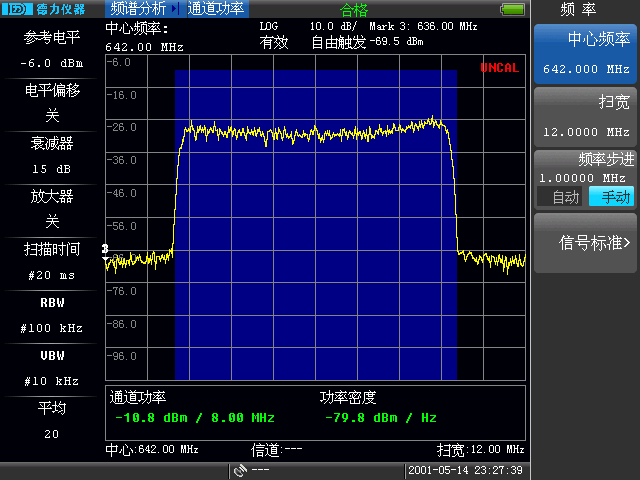 德力仪器 频谱分析 通道功率 合格 频 率
参考电平
-6.0 dBm
电平偏移
关
衰减器
15 dB
放大器
关
扫描时间
#20 ms
RBW
#100 kHz
VBW
#10 kHz
平均
20
中心频率:
642.00 MHz
LOG 10.0 dB/ Mark 3: 636.00 MHz
有效 自由触发 -69.5 dBm
-6.0
UNCAL
-16.0
-26.0
-36.0
-46.0
-56.0
-66.0
3
-76.0
-86.0
-96.0
通道功率 功率密度
-10.8 dBm / 8.00 MHz -79.8 dBm / Hz
中心:642.00 MHz 信道:--- 扫宽:12.00 MHz
--- 2001-05-14 23:27:39
中心频率
642.000 MHz
扫宽
12.0000 MHz
频率步进
1.00000 MHz
自动 手动
信号标准>